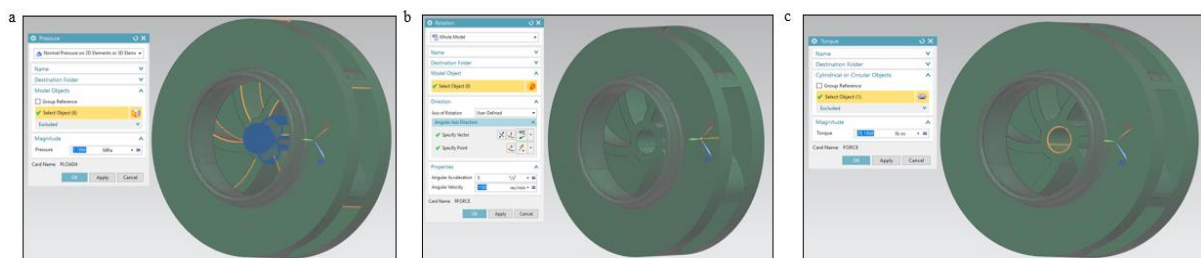 a
Pressure
Normal Pressure on 2D Elements or 3D Elem
Name
Destination Folder
Model Objects
Group Reference
Select Object (8)
Excluded
Magnitude
Pressure
MPa
Card Name PLOAD4
OK Apply Cancel
b
Rotation
Whole Model
Name
Destination Folder
Model Object
Select Object (0)
Direction
Axis of Rotation User Defined
Angular Axis Direction
Specify Vector
Specify Point
Properties
Angular Acceleration 0
Angular Velocity rev/min
Card Name RFORCE
OK Apply Cancel
c
Torque
Name
Destination Folder
Cylindrical or Circular Objects
Group Reference
Select Object (1)
Excluded
Magnitude
Torque
Card Name FORCE
OK Apply Cancel